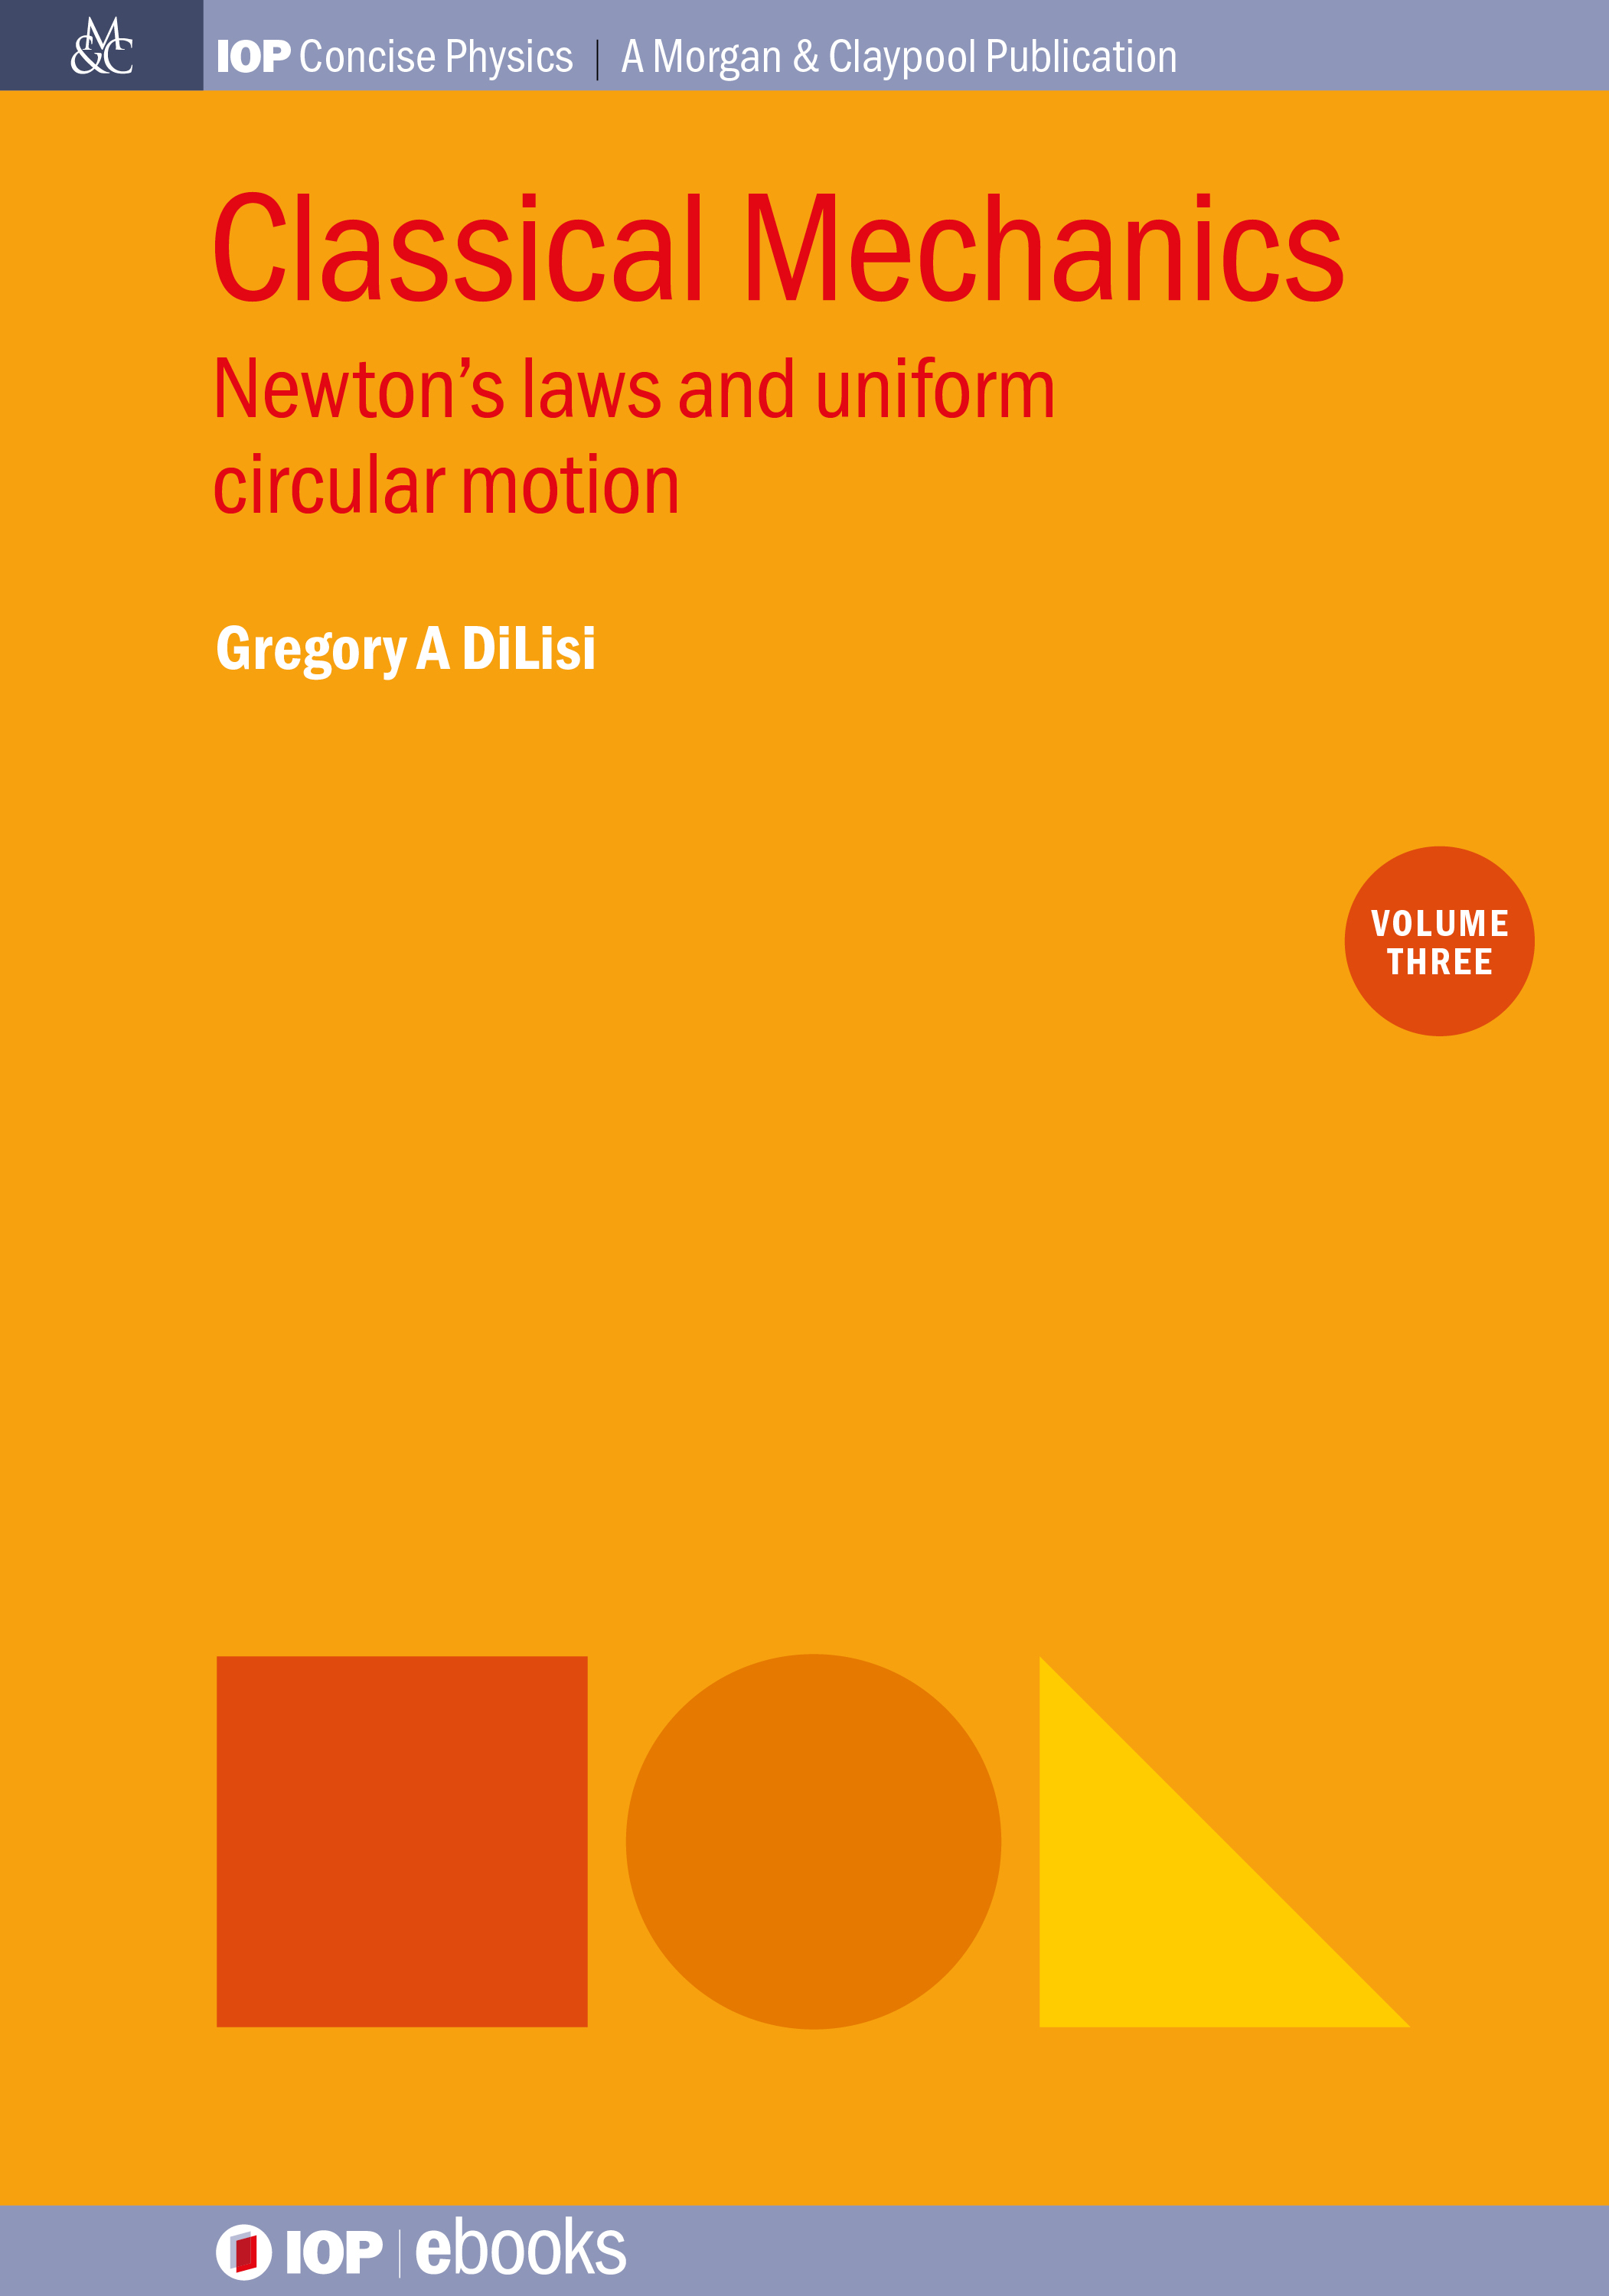 M&C
IOP Concise Physics | A Morgan & Claypool Publication
Classical Mechanics
Newton’s laws and uniform
circular motion
Gregory A DiLisi
VOLUME
THREE
IOP | ebooks